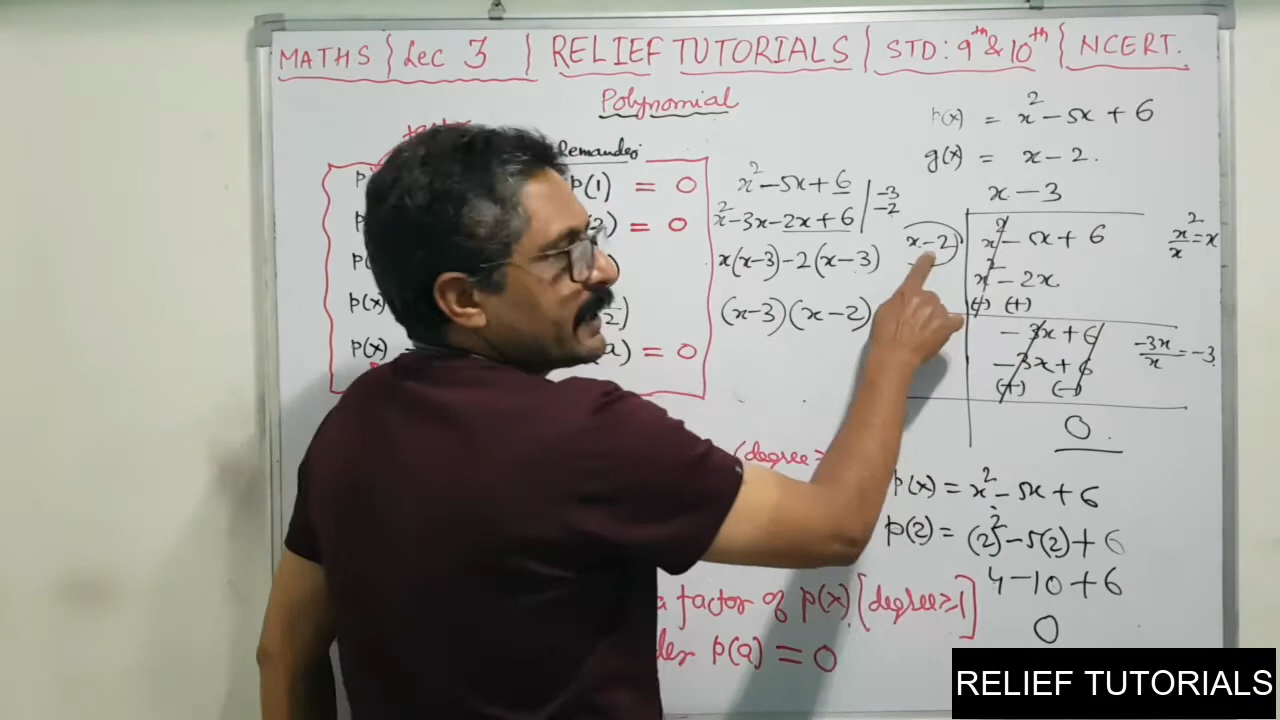 MATHS | Lec 3 | RELIEF TUTORIALS | STD: 9th & 10th | NCERT.
Polynomial
Remander
p(1) = 0
= 0
p(x)
p(x) a) = 0
x² - 5x + 6
x² - 3x - 2x + 6 | -3 -2
x(x-3) - 2(x-3)
(x-3)(x-2)
p(x) = x² - 5x + 6
g(x) = x - 2.
x - 3
x-2
x² - 5x + 6
x² - 2x
(-) (+)
- 3x + 6
- 3x + 6
(+) (-)
0.
x²/x = x
-3x/x = -3
(degree ≥
p(x) = x² - 5x + 6
p(2) = (2)² - 5(2) + 6
4 - 10 + 6
0
a factor of p(x) [degree ≥ 1]
p(a) = 0
RELIEF TUTORIALS